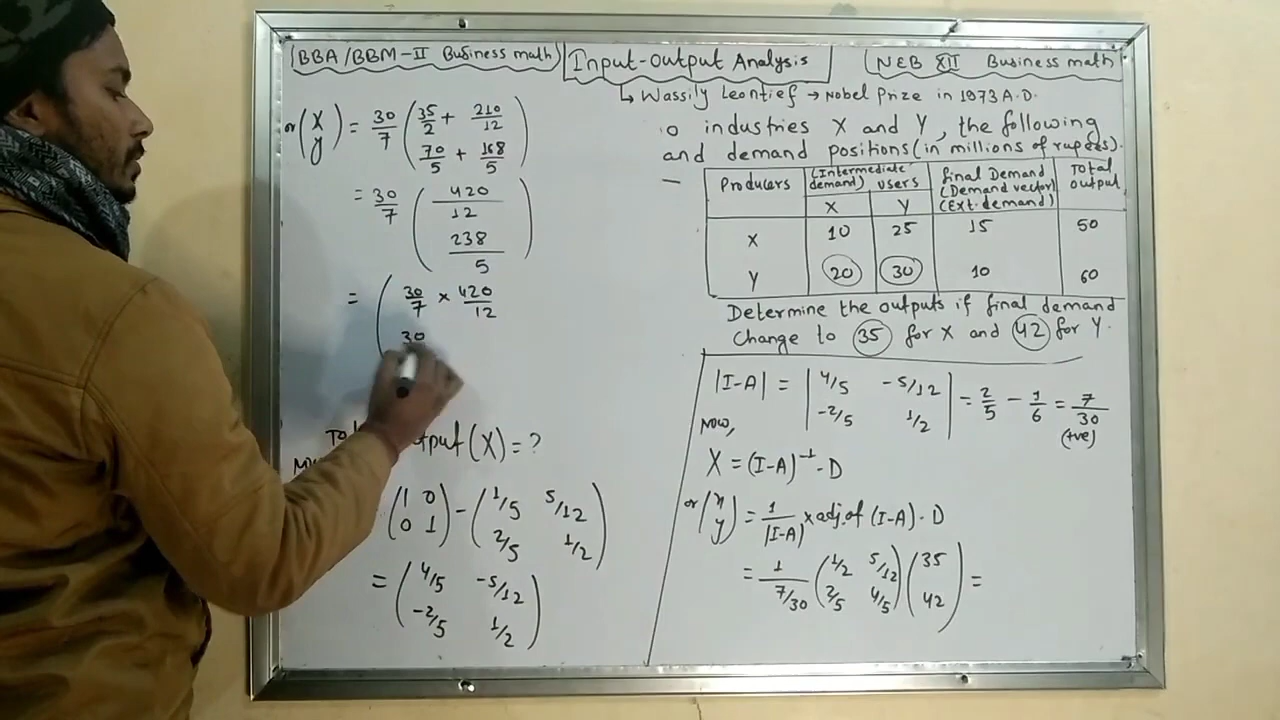 BBA/BBM-II Business math
Input-Output Analysis
NEB XII Business math
↳ Wassily Leontief → Nobel Prize in 1973 A.D.
or (x y) = 30/7 (35/2 + 210/12
70/5 + 168/5)
= 30/7 (420/12
238/5)
= (30/7 × 420/12
30
output (X) = ?
(1 0
0 1) - (1/5 5/12
2/5 1/2)
= (4/5 -5/12
-2/5 1/2)
o industries X and Y, the following
and demand positions (in millions of rupees).
Producers
(Intermediate demand) users
X Y
final Demand
(Demand vector)
(Ext. demand)
Total output
X 10 25 15 50
Y 20 30 10 60
Determine the outputs if final demand
change to 35 for X and 42 for Y.
|I-A| = |4/5 -5/12
-2/5 1/2| = 2/5 - 1/6 = 7/30
(+ve)
Now,
X = (I-A)⁻¹·D
or (x y) = 1/|I-A| × adj.of (I-A)·D
= 1/7/30 (1/2 5/12
2/5 4/5) (35
42) =